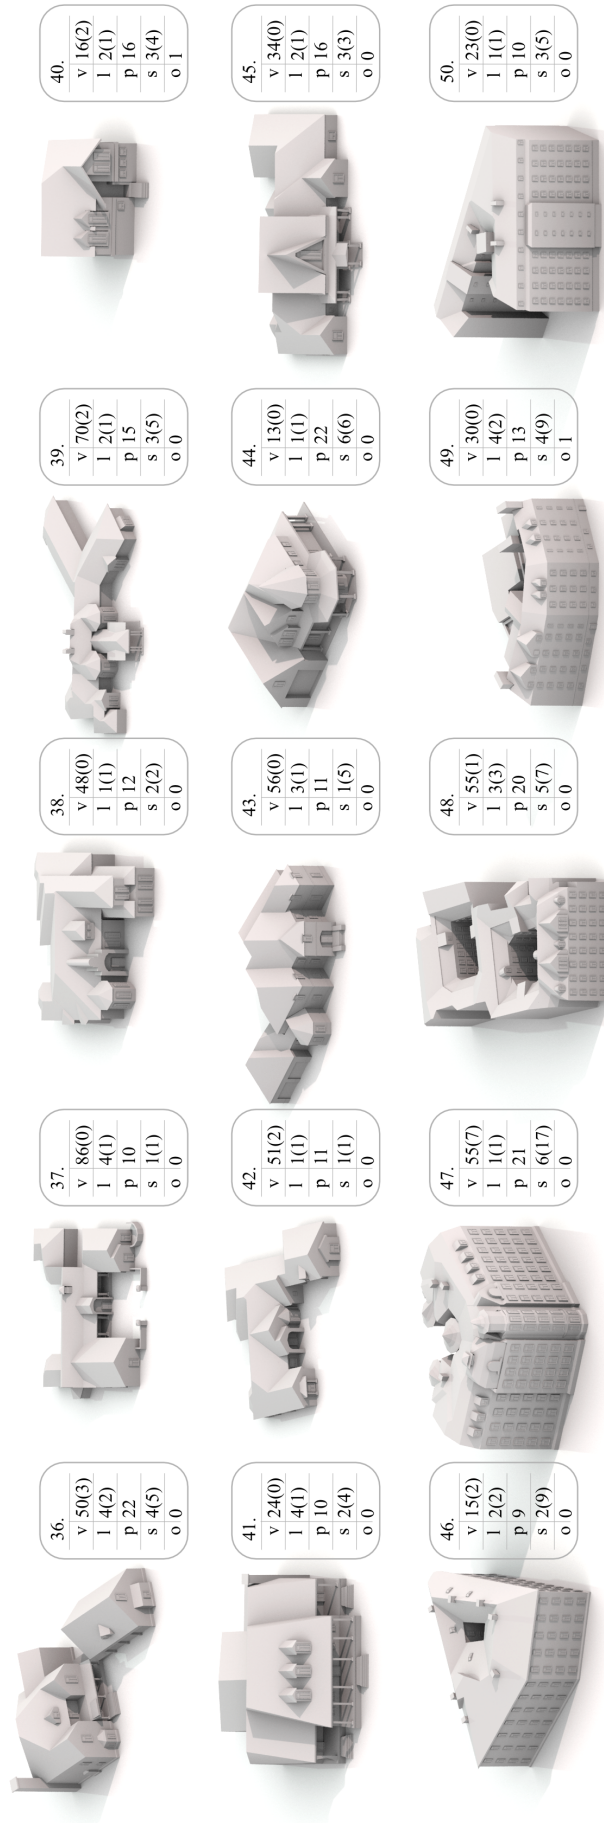 36.
v 50(3)
l 4(2)
p 22
s 4(5)
o 0
37.
v 86(0)
l 4(1)
p 10
s 1(1)
o 0
38.
v 48(0)
l 1(1)
p 12
s 2(2)
o 0
39.
v 70(2)
l 2(1)
p 15
s 3(5)
o 0
40.
v 16(2)
l 2(1)
p 16
s 3(4)
o 1
41.
v 24(0)
l 4(1)
p 10
s 2(4)
o 0
42.
v 51(2)
l 1(1)
p 11
s 1(1)
o 0
43.
v 56(0)
l 3(1)
p 11
s 1(5)
o 0
44.
v 13(0)
l 1(1)
p 22
s 6(6)
o 0
45.
v 34(0)
l 2(1)
p 16
s 3(3)
o 0
46.
v 15(2)
l 2(2)
p 9
s 2(9)
o 0
47.
v 55(7)
l 1(1)
p 21
s 6(17)
o 0
48.
v 55(1)
l 3(3)
p 20
s 5(7)
o 0
49.
v 30(0)
l 4(2)
p 13
s 4(9)
o 1
50.
v 23(0)
l 1(1)
p 10
s 3(5)
o 0